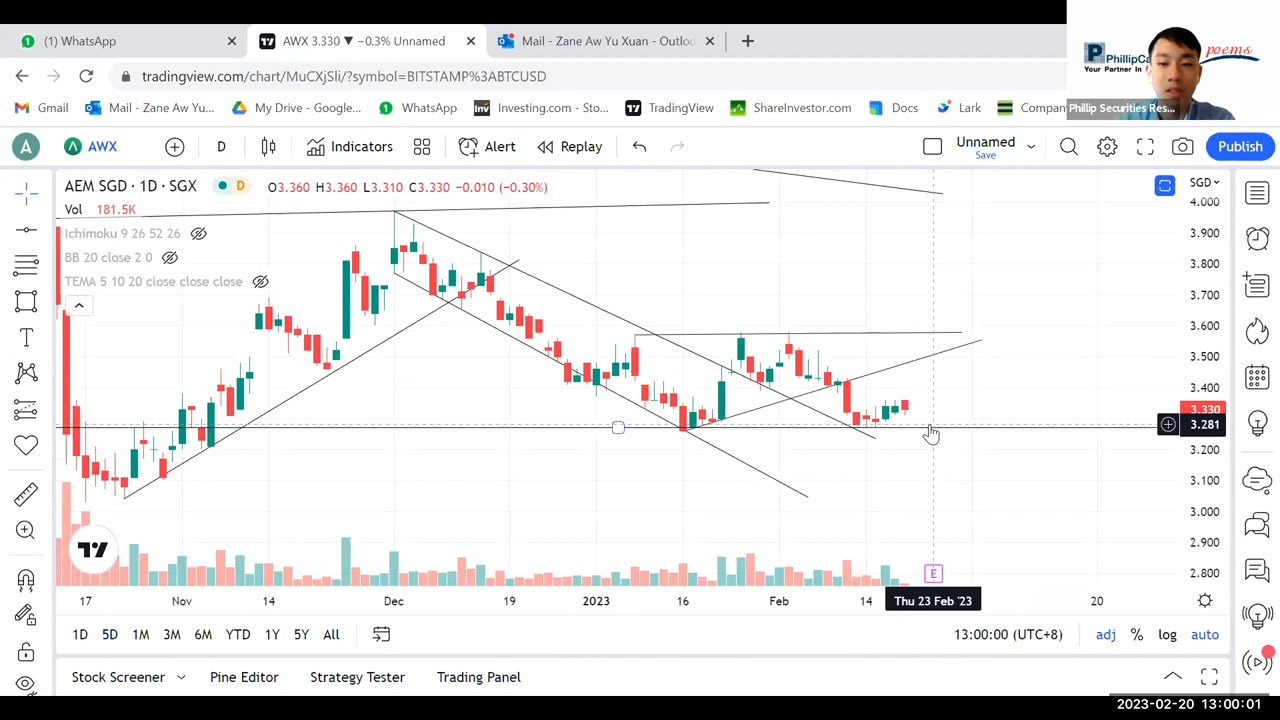 (1) WhatsApp
AWX 3.330 ▼ −0.3% Unnamed
Mail - Zane Aw Yu Xuan - Outloo
tradingview.com/chart/MuCXjSli/?symbol=BITSTAMP%3ABTCUSD
Your Partner In
poems
Phillip Securities Res...
Gmail
Mail - Zane Aw Yu...
My Drive - Google...
WhatsApp
Investing.com - Sto...
TradingView
ShareInvestor.com
Docs
Lark
A
AWX
D
Indicators
Alert
Replay
Unnamed
Save
Publish
AEM SGD · 1D · SGX
D
O3.360 H3.360 L3.310 C3.330 −0.010 (−0.30%)
SGD
Vol 181.5K
Ichimoku 9 26 52 26
BB 20 close 2 0
TEMA 5 10 20 close close close
4.000
3.900
3.800
3.700
3.600
3.500
3.400
3.330
3.281
3.200
3.100
3.000
2.900
2.800
E
17
Nov
14
Dec
19
2023
16
Feb
14
Thu 23 Feb '23
20
1D
5D
1M
3M
6M
YTD
1Y
5Y
All
13:00:00 (UTC+8)
adj
%
log
auto
Stock Screener
Pine Editor
Strategy Tester
Trading Panel
2023-02-20 13:00:01